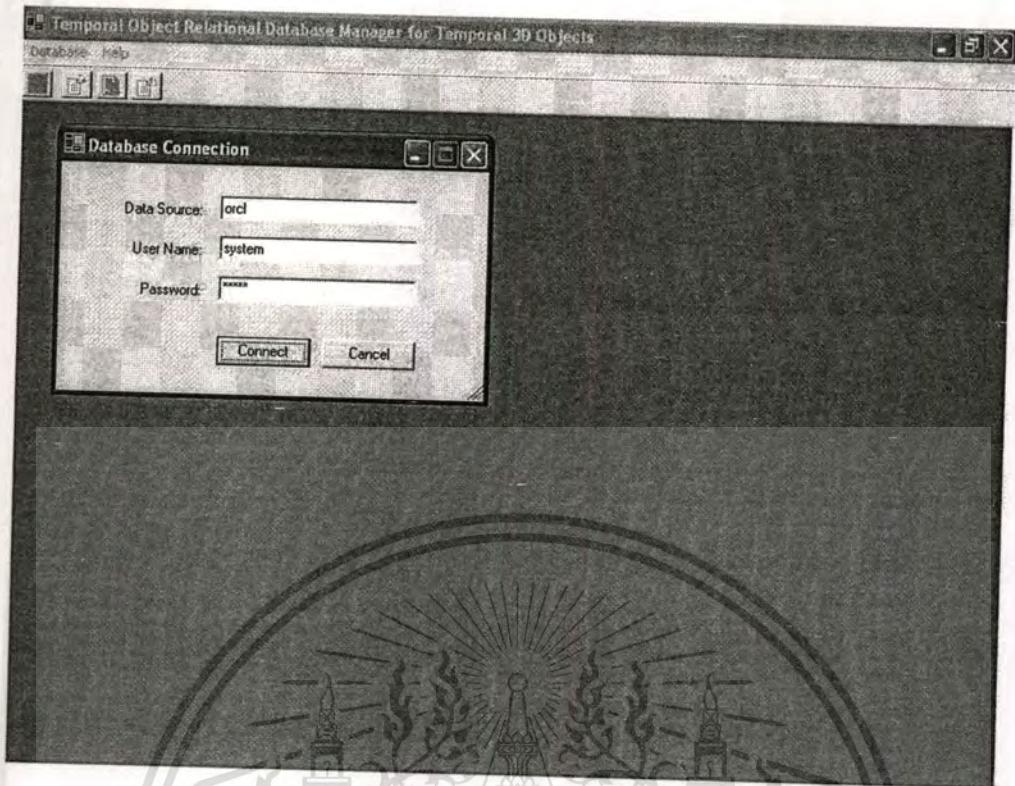 Temporal Object Relational Database Manager for Temporal 3D Objects
Database Help
Database Connection
Data Source: orcl
User Name: system
Password: *****
Connect Cancel